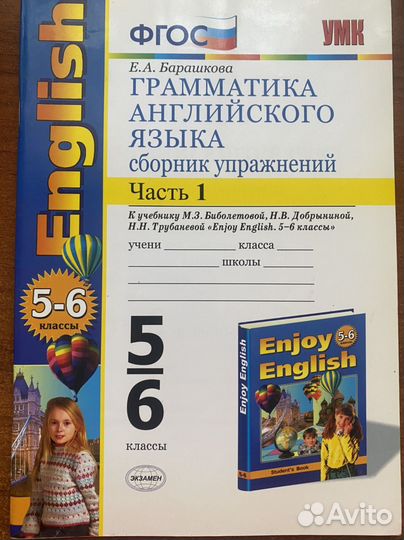 English
5-6
классы
ФГОС
УМК
Е.А. Барашкова
ГРАММАТИКА
АНГЛИЙСКОГО
ЯЗЫКА
сборник упражнений
Часть 1
К учебнику М.З. Биболетовой, Н.В. Добрыниной,
Н.Н. Трубаневой «Enjoy English. 5–6 классы»
учени класса
школы
5
6
классы
ЭКЗАМЕН
Enjoy English
Enjoy
5-6
English
Student's Book
Avito